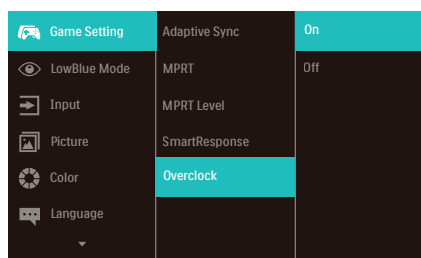 Game Setting
LowBlue Mode
Input
Picture
Color
Language
Adaptive Sync
MPRT
MPRT Level
SmartResponse
Overclock
On
Off